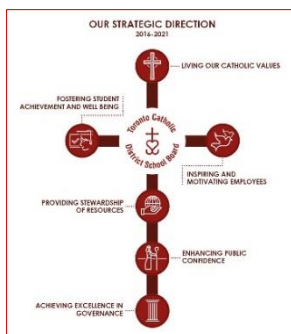 OUR STRATEGIC DIRECTION
2016-2021
LIVING OUR CATHOLIC VALUES
FOSTERING STUDENT
ACHIEVEMENT AND WELL BEING
Toronto Catholic
District School Board
INSPIRING AND
MOTIVATING EMPLOYEES
PROVIDING STEWARDSHIP
OF RESOURCES
ENHANCING PUBLIC
CONFIDENCE
ACHIEVING EXCELLENCE IN
GOVERNANCE